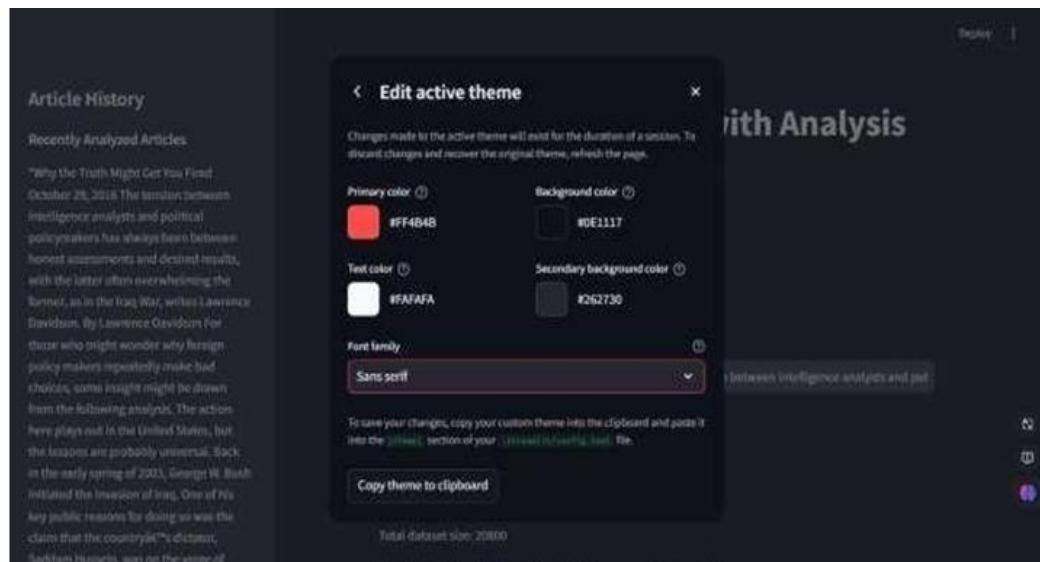 Deploy
Article History
Recently Analyzed Articles
"Why the Truth Might Get You Fired
October 29, 2016 The tension between
intelligence analysts and political
policymakers has always been between
honest assessments and desired results,
with the latter often overwhelming the
former, as in the Iraq War, writes Lawrence
Davidson. By Lawrence Davidson For
those who might wonder why foreign
policy makers repeatedly make bad
choices, some insight might be drawn
from the following analysis. The action
here plays out in the United States, but
the lessons are probably universal. Back
in the early spring of 2003, George W. Bush
initiated the invasion of Iraq. One of his
key public reasons for doing so was the
claim that the countryâ€™s dictator,
Saddam Hussein, was on the verge of
with Analysis
Edit active theme
Changes made to the active theme will exist for the duration of a session. To
discard changes and recover the original theme, refresh the page.
Primary color
#FF4B4B
Background color
#0E1117
Text color
#FAFAFA
Secondary background color
#262730
Font family
Sans serif
To save your changes, copy your custom theme into the clipboard and paste it
into the [theme] section of your .streamlit/config.toml file.
Copy theme to clipboard
between intelligence analysts and pol
Total dataset size: 20800